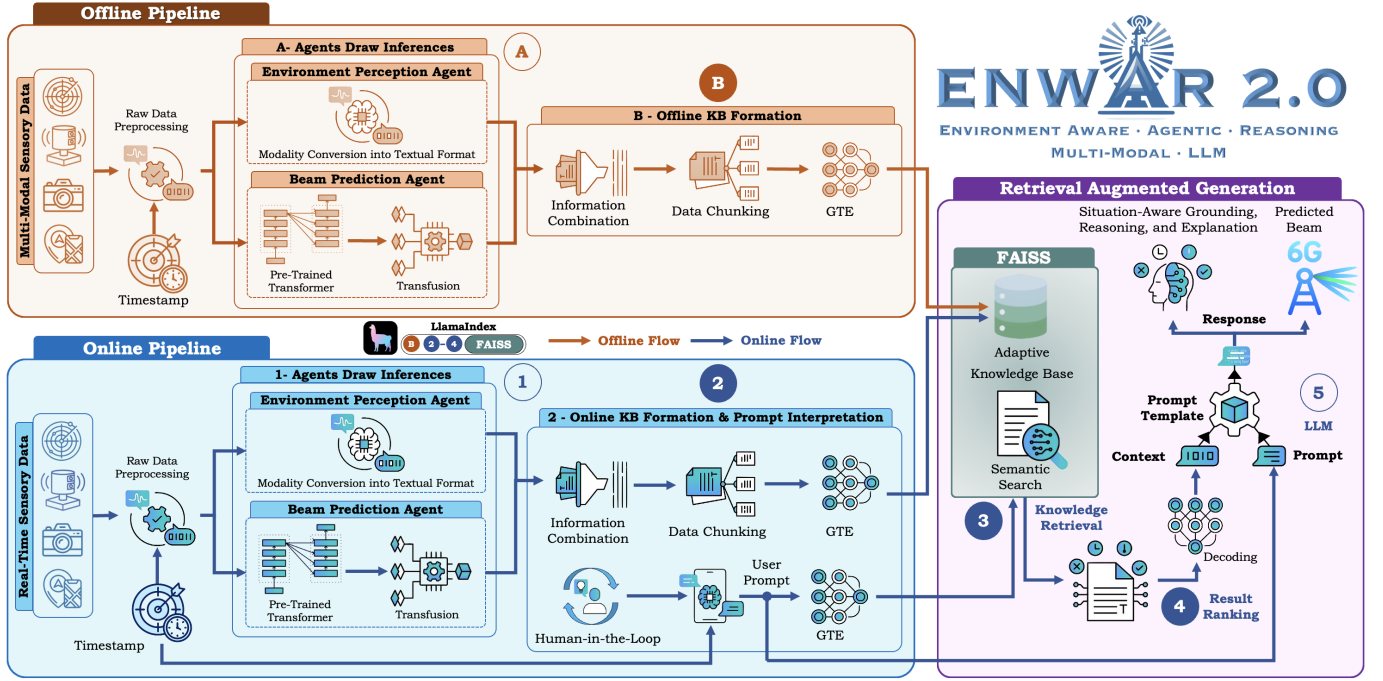 Offline Pipeline
Multi-Modal Sensory Data
Raw Data
Preprocessing
01011
Timestamp
A- Agents Draw Inferences
A
Environment Perception Agent
01011
Modality Conversion into Textual Format
Beam Prediction Agent
Pre-Trained
Transformer
Transfusion
B
B - Offline KB Formation
Information
Combination
Data Chunking
GTE
ENWAR 2.0
Environment Aware · Agentic · Reasoning
Multi-Modal · LLM
LlamaIndex
B 2-4 FAISS
Offline Flow
Online Flow
Online Pipeline
Real-Time Sensory Data
Raw Data
Preprocessing
01011
Timestamp
1- Agents Draw Inferences
1
Environment Perception Agent
01011
Modality Conversion into Textual Format
Beam Prediction Agent
Pre-Trained
Transformer
Transfusion
2
2 - Online KB Formation & Prompt Interpretation
Information
Combination
Data Chunking
GTE
Human-in-the-Loop
User
Prompt
GTE
Retrieval Augmented Generation
Situation-Aware Grounding,
Reasoning, and Explanation
Predicted
Beam
6G
FAISS
Adaptive
Knowledge Base
Semantic
Search
3
Knowledge
Retrieval
T
4
Result
Ranking
Decoding
Context
1010
Prompt
Prompt
Template
Response
5
LLM